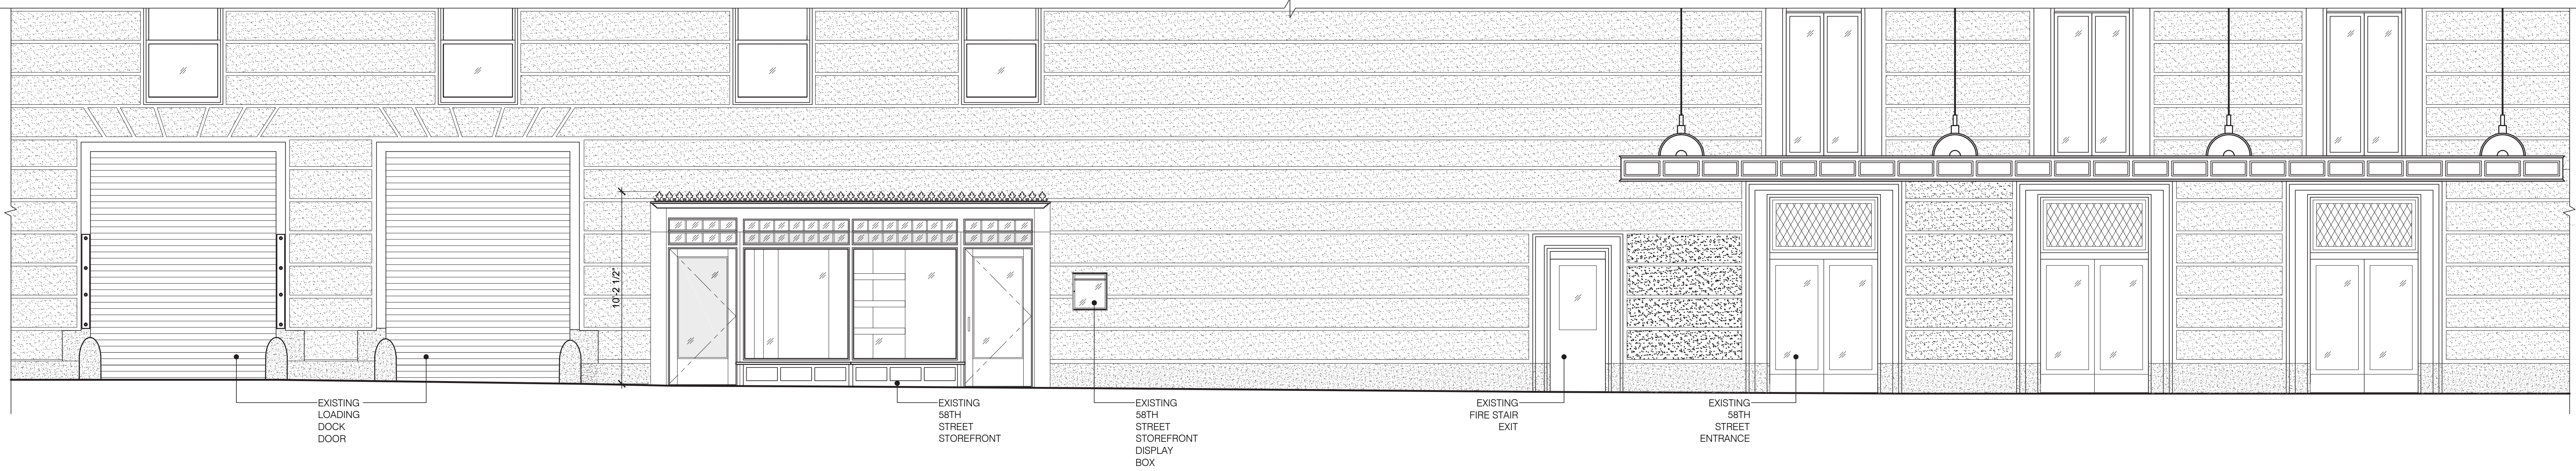 10'-2 1/2"
EXISTING
LOADING
DOCK
DOOR
EXISTING
58TH
STREET
STOREFRONT
EXISTING
58TH
STREET
STOREFRONT
DISPLAY
BOX
EXISTING
FIRE STAIR
EXIT
EXISTING
58TH
STREET
ENTRANCE